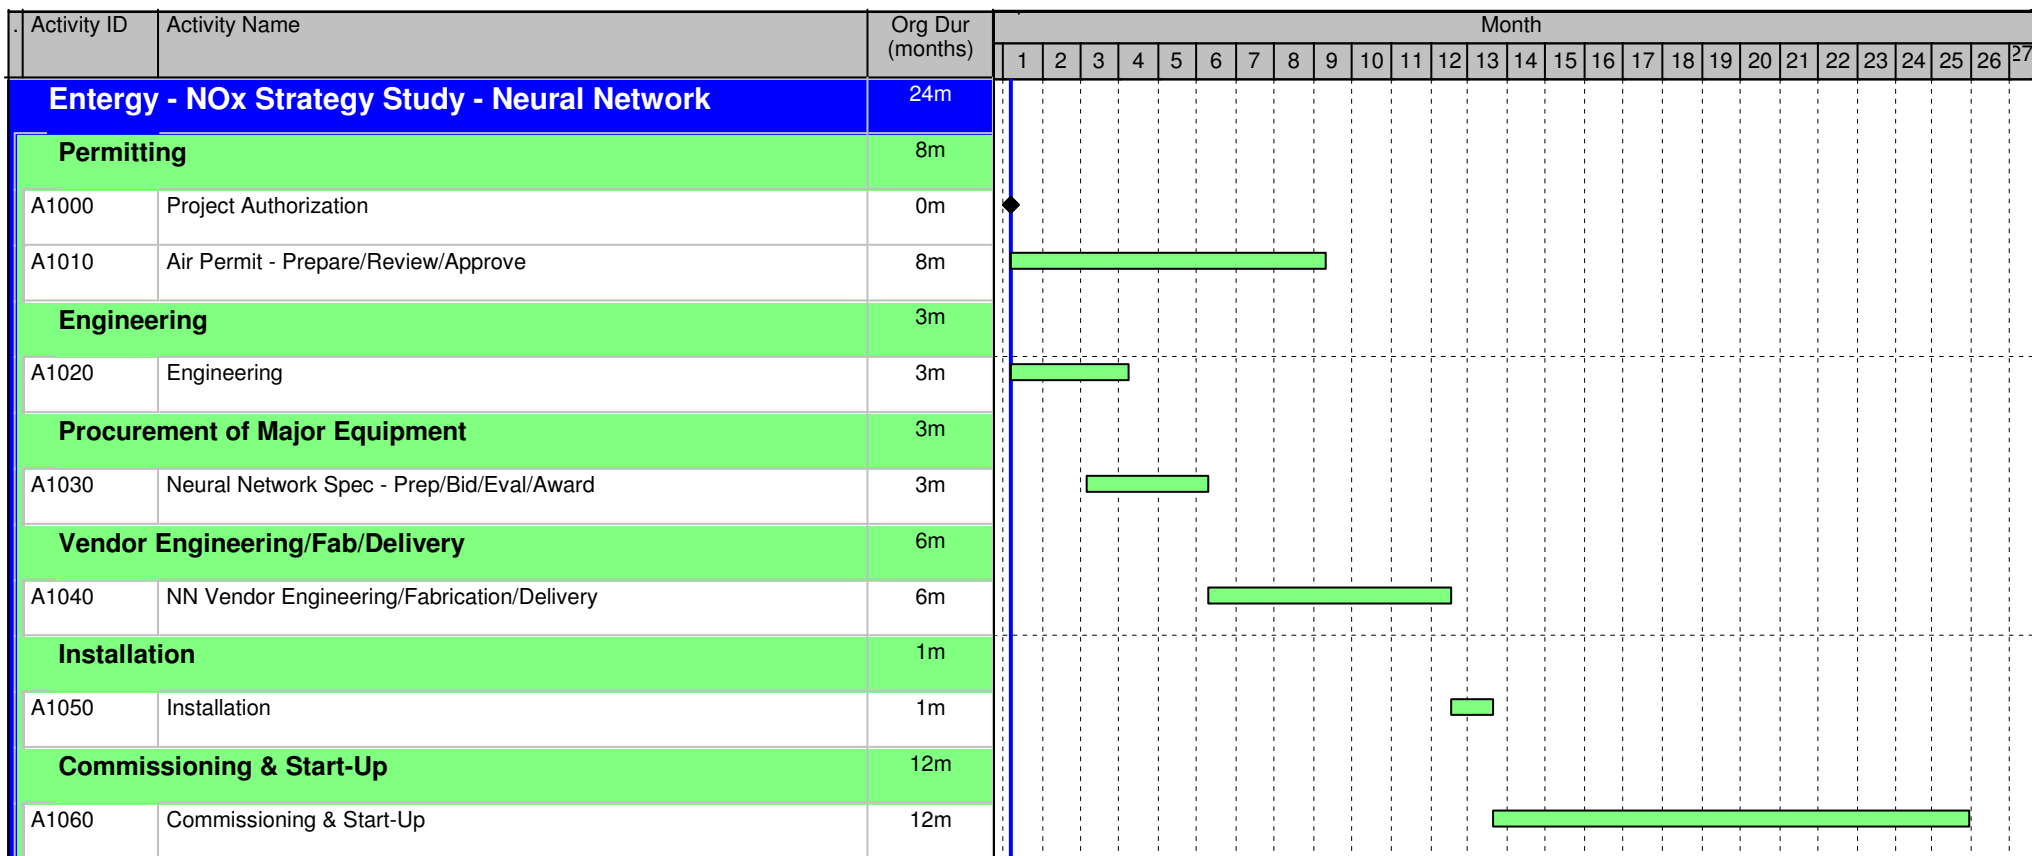 . Activity ID Activity Name Org Dur Month
(months)
1 2 3 4 5 6 7 8 9 10 11 12 13 14 15 16 17 18 19 20 21 22 23 24 25 26 27
Entergy - NOx Strategy Study - Neural Network 24m
Permitting 8m
A1000 Project Authorization 0m
A1010 Air Permit - Prepare/Review/Approve 8m
Engineering 3m
A1020 Engineering 3m
Procurement of Major Equipment 3m
A1030 Neural Network Spec - Prep/Bid/Eval/Award 3m
Vendor Engineering/Fab/Delivery 6m
A1040 NN Vendor Engineering/Fabrication/Delivery 6m
Installation 1m
A1050 Installation 1m
Commissioning & Start-Up 12m
A1060 Commissioning & Start-Up 12m